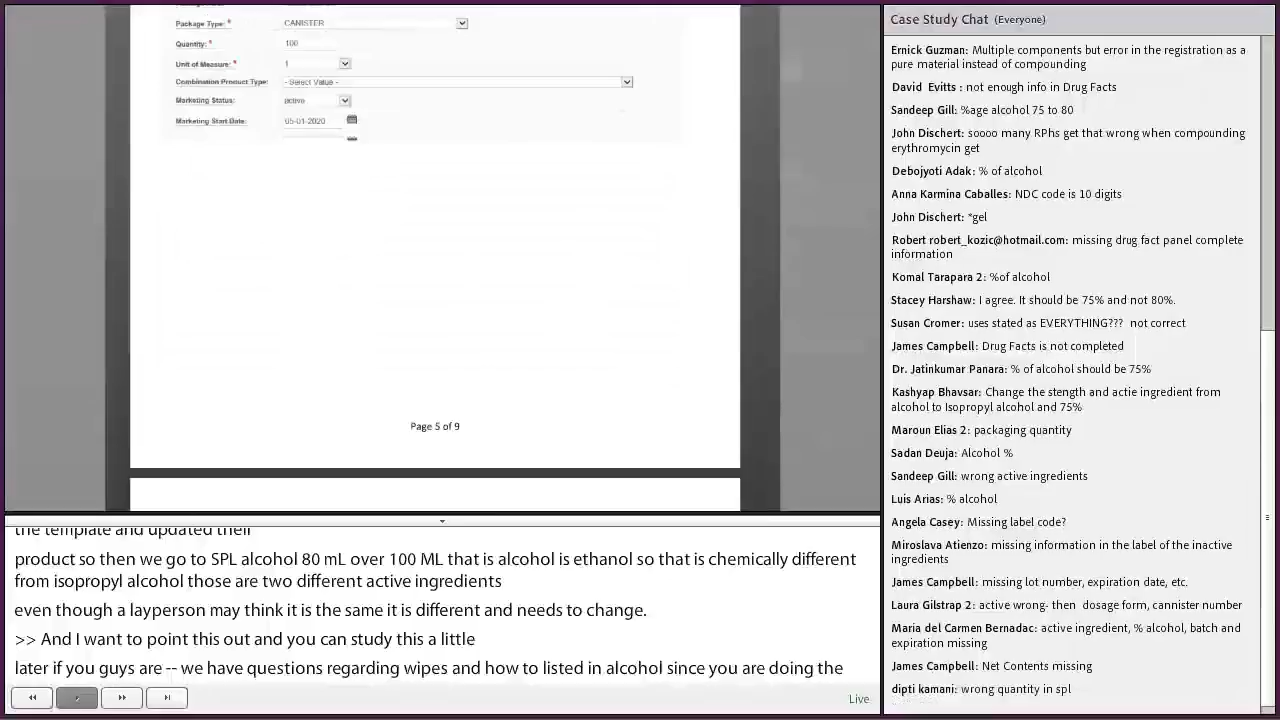 Package Type: *
CANISTER
Quantity: *
100
Unit of Measure: *
1
Combination Product Type:
- Select Value -
Marketing Status:
active
Marketing Start Date:
05-01-2020
Page 5 of 9
the template and updated their
product so then we go to SPL alcohol 80 mL over 100 ML that is alcohol is ethanol so that is chemically different
from isopropyl alcohol those are two different active ingredients
even though a layperson may think it is the same it is different and needs to change.
>> And I want to point this out and you can study this a little
later if you guys are -- we have questions regarding wipes and how to listed in alcohol since you are doing the
Live
Case Study Chat (Everyone)
Emick Guzman: Multiple components but error in the registration as a
pure material instead of compounding
David Evitts : not enough info in Drug Facts
Sandeep Gill: %age alcohol 75 to 80
John Dischert: soooo many RPhs get that wrong when compounding
erythromycin get
Debojyoti Adak: % of alcohol
Anna Karmina Caballes: NDC code is 10 digits
John Dischert: *gel
Robert robert_kozic@hotmail.com: missing drug fact panel complete
information
Komal Tarapara 2: %of alcohol
Stacey Harshaw: I agree. It should be 75% and not 80%.
Susan Cromer: uses stated as EVERYTHING??? not correct
James Campbell: Drug Facts is not completed
Dr. Jatinkumar Panara: % of alcohol should be 75%
Kashyap Bhavsar: Change the stength and actie ingredient from
alcohol to Isopropyl alcohol and 75%
Maroun Elias 2: packaging quantity
Sadan Deuja: Alcohol %
Sandeep Gill: wrong active ingredients
Luis Arias: % alcohol
Angela Casey: Missing label code?
Miroslava Atienzo: missing information in the label of the inactive
ingredients
James Campbell: missing lot number, expiration date, etc.
Laura Gilstrap 2: active wrong- then dosage form, cannister number
Maria del Carmen Bernadac: active ingredient, % alcohol, batch and
expiration missing
James Campbell: Net Contents missing
dipti kamani: wrong quantity in spl